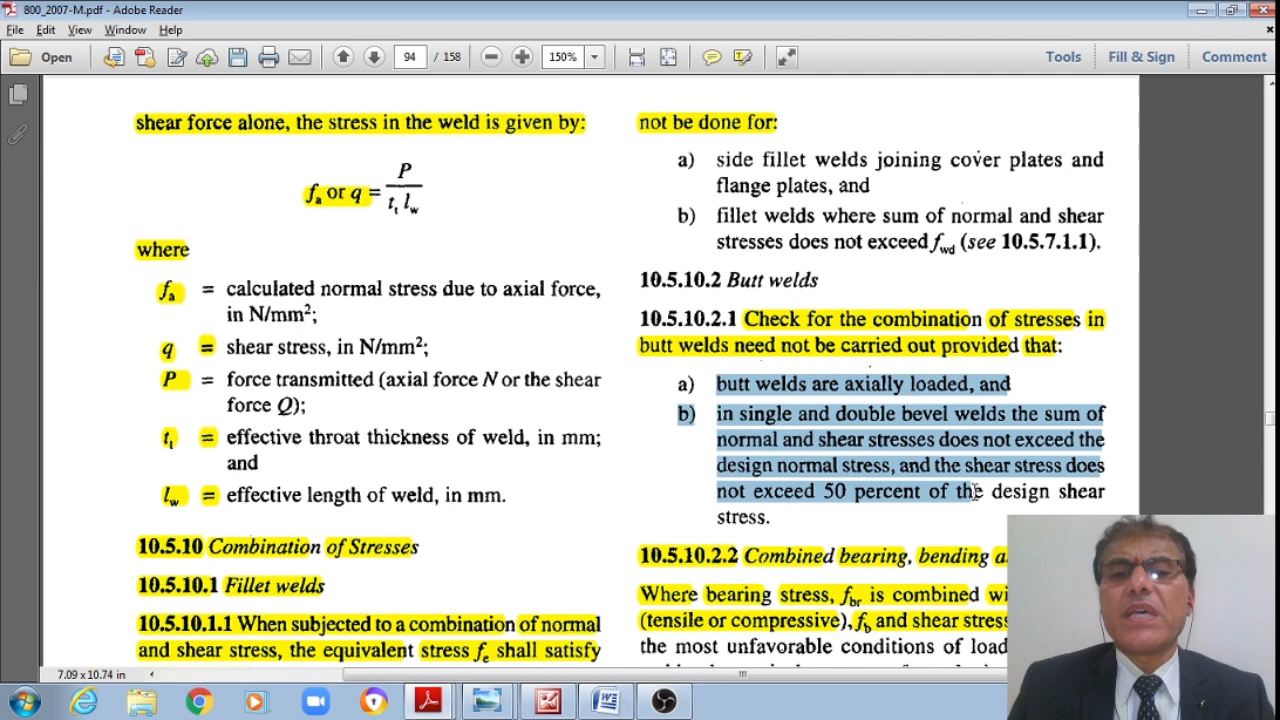 800_2007-M.pdf - Adobe Reader
File Edit View Window Help
Open 94 / 158 150% Tools Fill & Sign Comment
shear force alone, the stress in the weld is given by:
fa or q = P / tt lw
where
fa = calculated normal stress due to axial force,
in N/mm²;
q = shear stress, in N/mm²;
P = force transmitted (axial force N or the shear
force Q);
tt = effective throat thickness of weld, in mm;
and
lw = effective length of weld, in mm.
10.5.10 Combination of Stresses
10.5.10.1 Fillet welds
10.5.10.1.1 When subjected to a combination of normal
and shear stress, the equivalent stress fe shall satisfy
not be done for:
a) side fillet welds joining cover plates and
flange plates, and
b) fillet welds where sum of normal and shear
stresses does not exceed fwd (see 10.5.7.1.1).
10.5.10.2 Butt welds
10.5.10.2.1 Check for the combination of stresses in
butt welds need not be carried out provided that:
a) butt welds are axially loaded, and
b) in single and double bevel welds the sum of
normal and shear stresses does not exceed the
design normal stress, and the shear stress does
not exceed 50 percent of the design shear
stress.
10.5.10.2.2 Combined bearing, bending
Where bearing stress, fbr is combined
(tensile or compressive), fb and shear stress
the most unfavorable conditions of
7.09 x 10.74 in